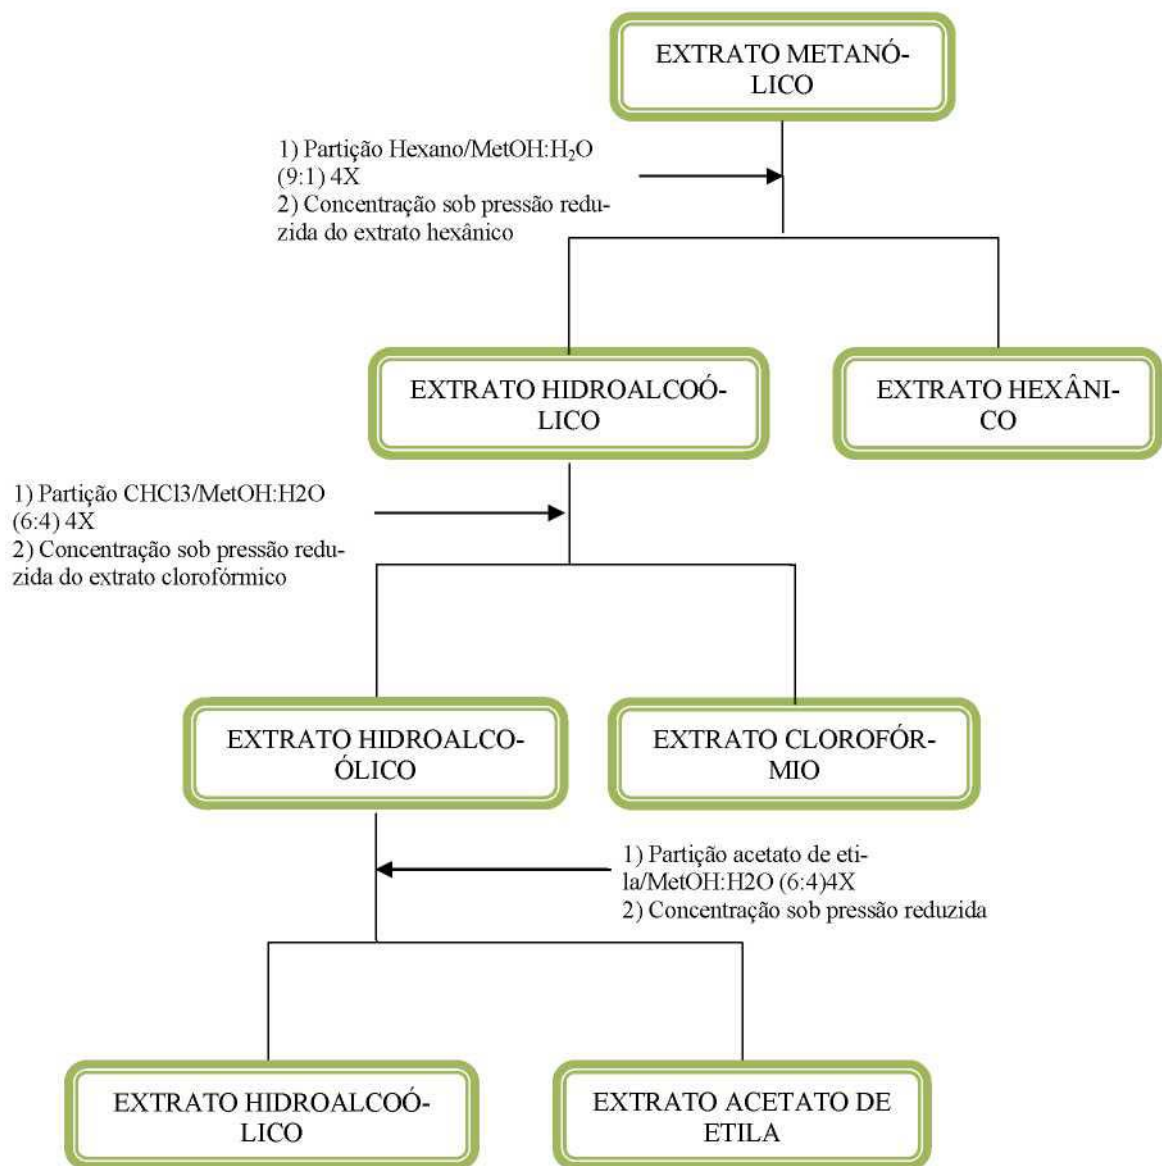 EXTRATO METANÓ-
LICO
1) Partição Hexano/MetOH:H₂O
(9:1) 4X
2) Concentração sob pressão redu-
zida do extrato hexânico
EXTRATO HIDROALCOÓ-
LICO
EXTRATO HEXÂNI-
CO
1) Partição CHCl3/MetOH:H2O
(6:4) 4X
2) Concentração sob pressão redu-
zida do extrato clorofórmico
EXTRATO HIDROALCO-
ÓLICO
EXTRATO CLOROFÓR-
MIO
1) Partição acetato de eti-
la/MetOH:H2O (6:4)4X
2) Concentração sob pressão reduzida
EXTRATO HIDROALCOÓ-
LICO
EXTRATO ACETATO DE
ETILA